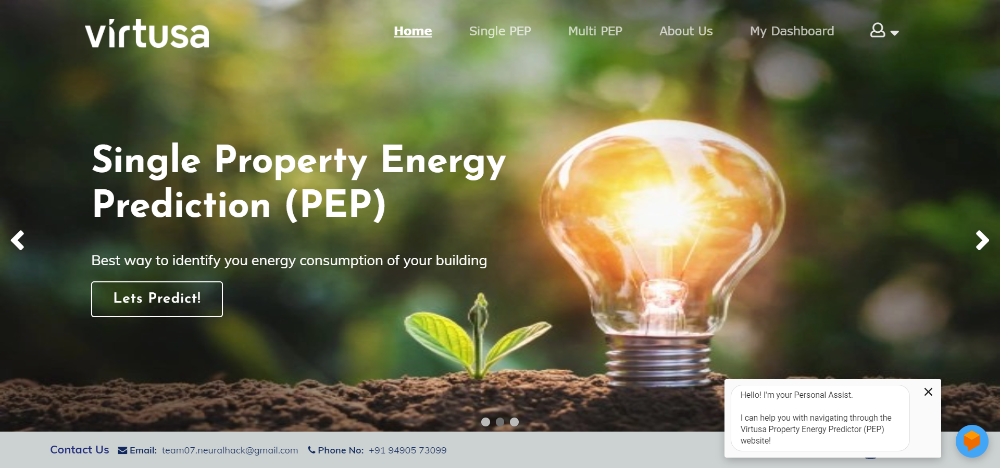 virtusa
Home
Single PEP
Multi PEP
About Us
My Dashboard
Single Property Energy
Prediction (PEP)
Best way to identify you energy consumption of your building
Lets Predict!
Hello! I'm your Personal Assist.
I can help you with navigating through the
Virtusa Property Energy Predictor (PEP)
website!
Contact Us Email: team07.neuralhack@gmail.com Phone No: +91 94905 73099